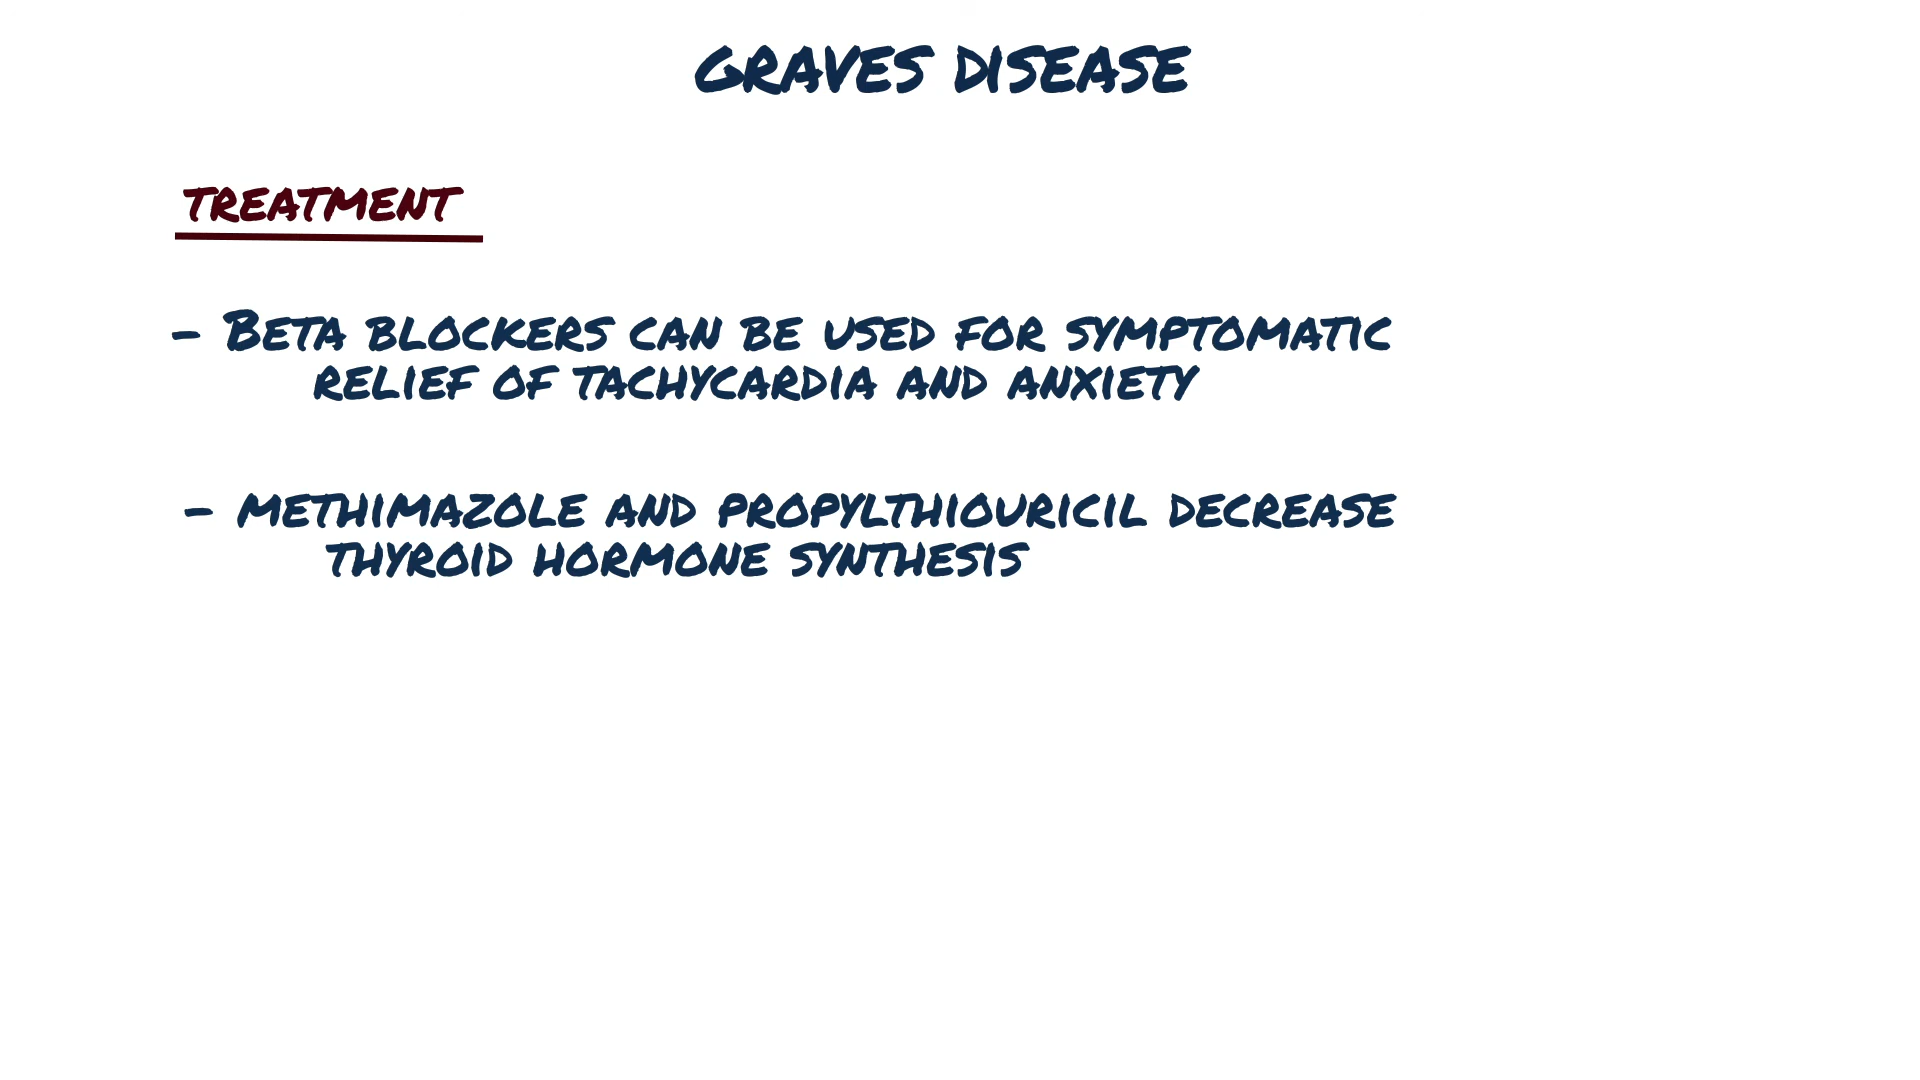 GRAVES DISEASE
TREATMENT
- BETA BLOCKERS CAN BE USED FOR SYMPTOMATIC
RELIEF OF TACHYCARDIA AND ANXIETY
- METHIMAZOLE AND PROPYLTHIOURICIL DECREASE
THYROID HORMONE SYNTHESIS